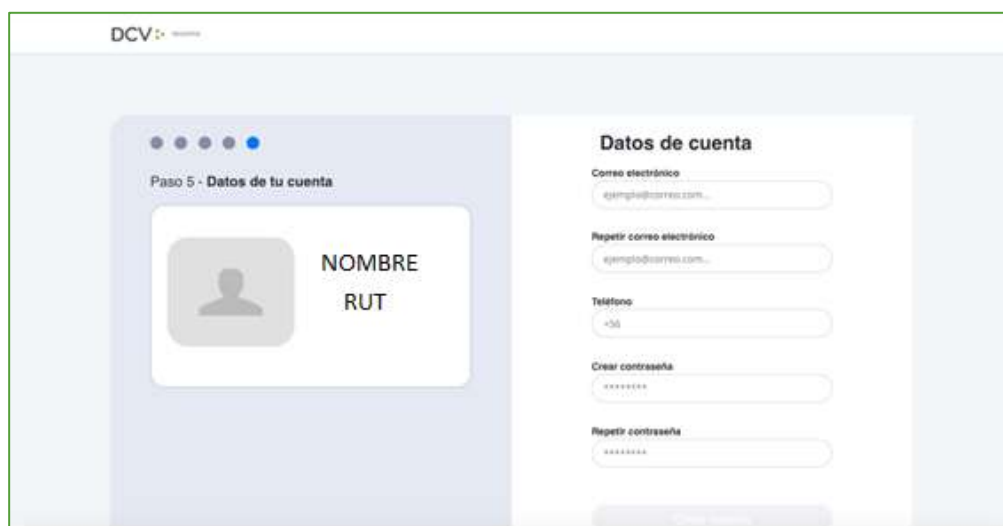 DCV
Paso 5 - Datos de tu cuenta
NOMBRE
RUT
Datos de cuenta
Correo electrónico
ejemplo@correo.com...
Repetir correo electrónico
ejemplo@correo.com...
Teléfono
+56
Crear contraseña
********
Repetir contraseña
********